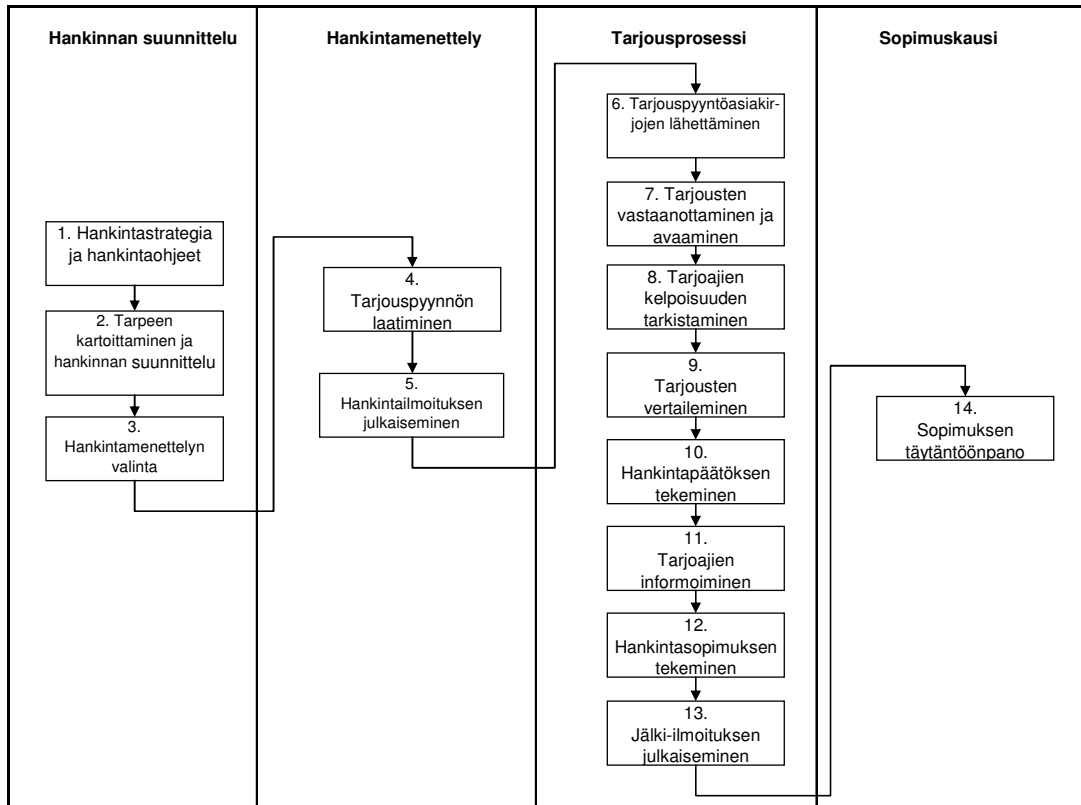 Hankinnan suunnittelu
1. Hankintastrategia
ja hankintaohjeet
2. Tarpeen
kartoittaminen ja
hankinnan suunnittelu
3.
Hankintamenettelyn
valinta
Hankintamenettely
4.
Tarjouspyynnön
laatiminen
5.
Hankintailmoituksen
julkaiseminen
Tarjousprosessi
6. Tarjouspyyntöasiakir-
jojen lähettäminen
7. Tarjousten
vastaanottaminen ja
avaaminen
8. Tarjoajien
kelpoisuuden
tarkistaminen
9.
Tarjousten
vertaileminen
10.
Hankintapäätöksen
tekeminen
11.
Tarjoajien
informoiminen
12.
Hankintasopimuksen
tekeminen
13.
Jälki-ilmoituksen
julkaiseminen
Sopimuskausi
14.
Sopimuksen
täytäntöönpano